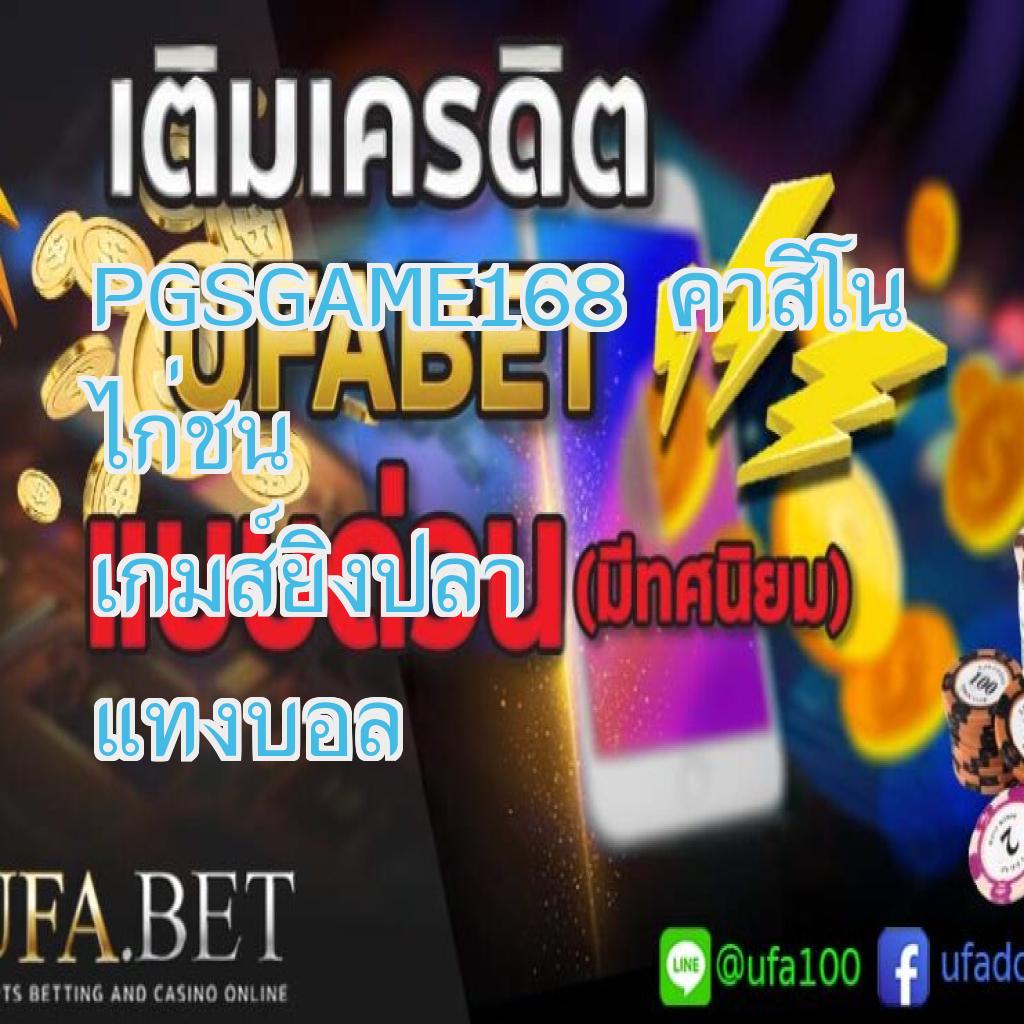 เติมเครดิต
PGSGAME168 คาสิโน
UFABET
ไก่ชน
เกมส์ยิงปลา
(มีทศนิยม)
แทงบอล
UFA.BET
BETTING AND CASINO ONLINE
LINE @ufa100
100